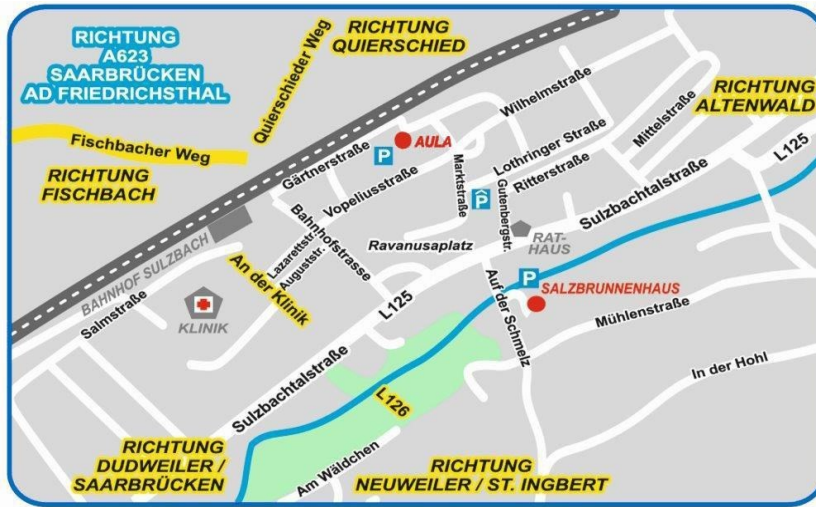 RICHTUNG
A623
SAARBRÜCKEN
AD FRIEDRICHSTHAL
Quierschieder Weg
RICHTUNG
QUIERSCHIED
Fischbacher Weg
RICHTUNG
FISCHBACH
RICHTUNG
ALTENWALD
Wilhelmstraße
Mittelstraße
L125
Gärtnerstraße
P
AULA
Marktstraße
Lothringer Straße
Ritterstraße
Vopeliusstraße
P
Gutenbergstr.
Sulzbachtalstraße
Bahnhofstrasse
Ravanusaplatz
RAT-
HAUS
BAHNHOF SULZBACH
Lazarettstr.
Auguststr.
An der Klinik
P
SALZBRUNNENHAUS
Auf der Schmelz
Mühlenstraße
Salmstraße
KLINIK
L125
Sulzbachtalstraße
In der Hohl
L126
RICHTUNG
DUDWEILER /
SAARBRÜCKEN
Am Wäldchen
RICHTUNG
NEUWEILER / ST. INGBERT